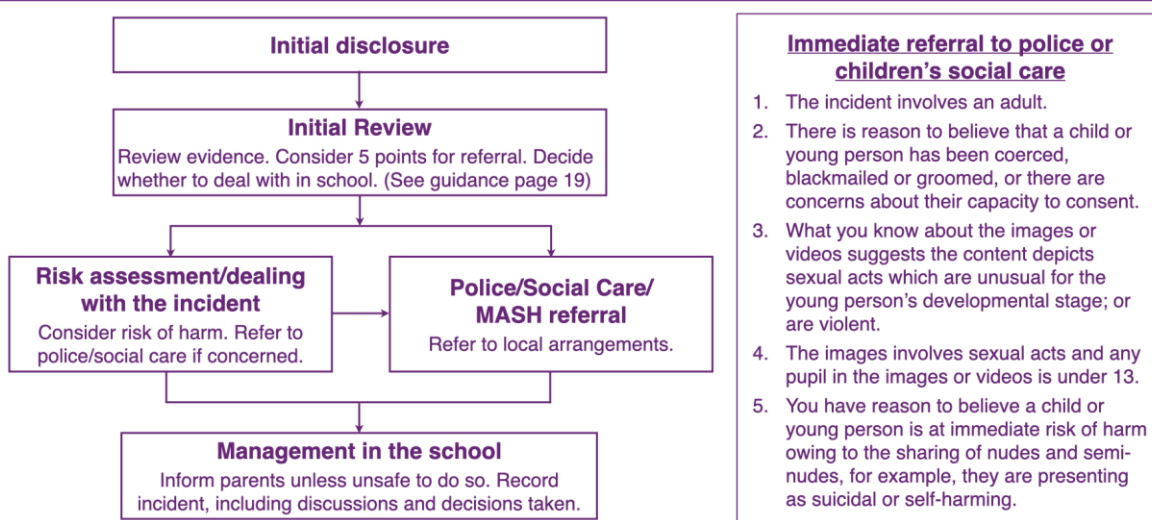 Initial disclosure
Initial Review
Review evidence. Consider 5 points for referral. Decide
whether to deal with in school. (See guidance page 19)
Risk assessment/dealing
with the incident
Consider risk of harm. Refer to
police/social care if concerned.
Police/Social Care/
MASH referral
Refer to local arrangements.
Management in the school
Inform parents unless unsafe to do so. Record
incident, including discussions and decisions taken.
Immediate referral to police or
children's social care
1. The incident involves an adult.
2. There is reason to believe that a child or
young person has been coerced,
blackmailed or groomed, or there are
concerns about their capacity to consent.
3. What you know about the images or
videos suggests the content depicts
sexual acts which are unusual for the
young person's developmental stage; or
are violent.
4. The images involves sexual acts and any
pupil in the images or videos is under 13.
5. You have reason to believe a child or
young person is at immediate risk of harm
owing to the sharing of nudes and semi-
nudes, for example, they are presenting
as suicidal or self-harming.